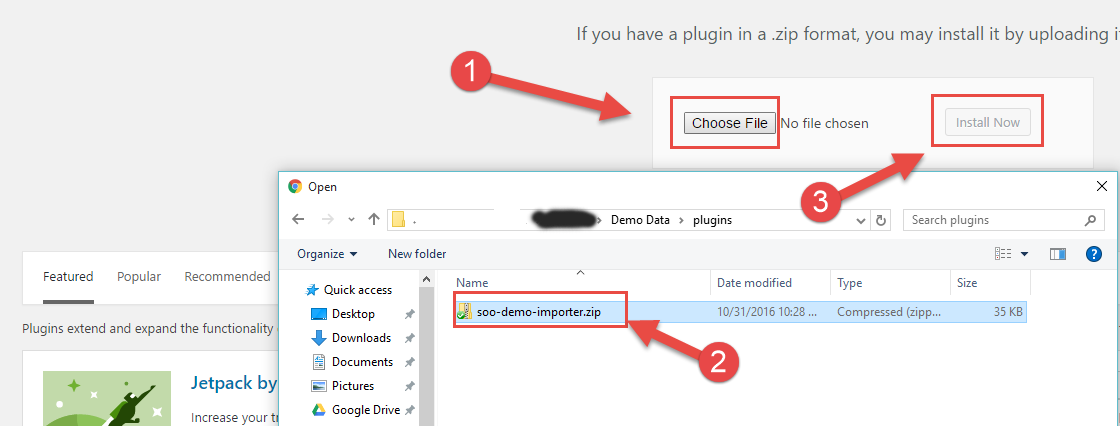 If you have a plugin in a .zip format, you may install it by uploading
1
Choose File No file chosen Install Now
3
Open
. Demo Data plugins Search plugins
Organize New folder
Featured Popular Recommended
Name Date modified Type Size
Quick access
soo-demo-importer.zip 10/31/2016 10:28 ... Compressed (zipp... 35 KB
Desktop
Plugins extend and expand the functionality
Downloads
2
Documents
Jetpack by
Pictures
Google Drive
Increase your